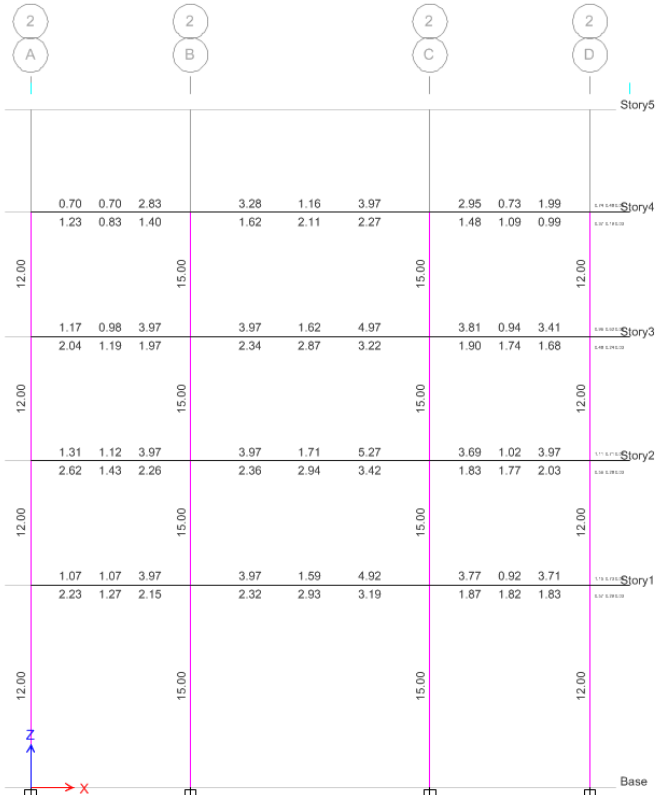 2 2 2 2
A B C D
Story5
0.70 0.70 2.83 3.28 1.16 3.97 2.95 0.73 1.99
Story4
1.23 0.83 1.40 1.62 2.11 2.27 1.48 1.09 0.99
12.00 15.00 15.00 12.00
1.17 0.98 3.97 3.97 1.62 4.97 3.81 0.94 3.41
Story3
2.04 1.19 1.97 2.34 2.87 3.22 1.90 1.74 1.68
12.00 15.00 15.00 12.00
1.31 1.12 3.97 3.97 1.71 5.27 3.69 1.02 3.97
Story2
2.62 1.43 2.26 2.36 2.94 3.42 1.83 1.77 2.03
12.00 15.00 15.00 12.00
1.07 1.07 3.97 3.97 1.59 4.92 3.77 0.92 3.71
Story1
2.23 1.27 2.15 2.32 2.93 3.19 1.87 1.82 1.83
12.00 15.00 15.00 12.00
Z
X
Base